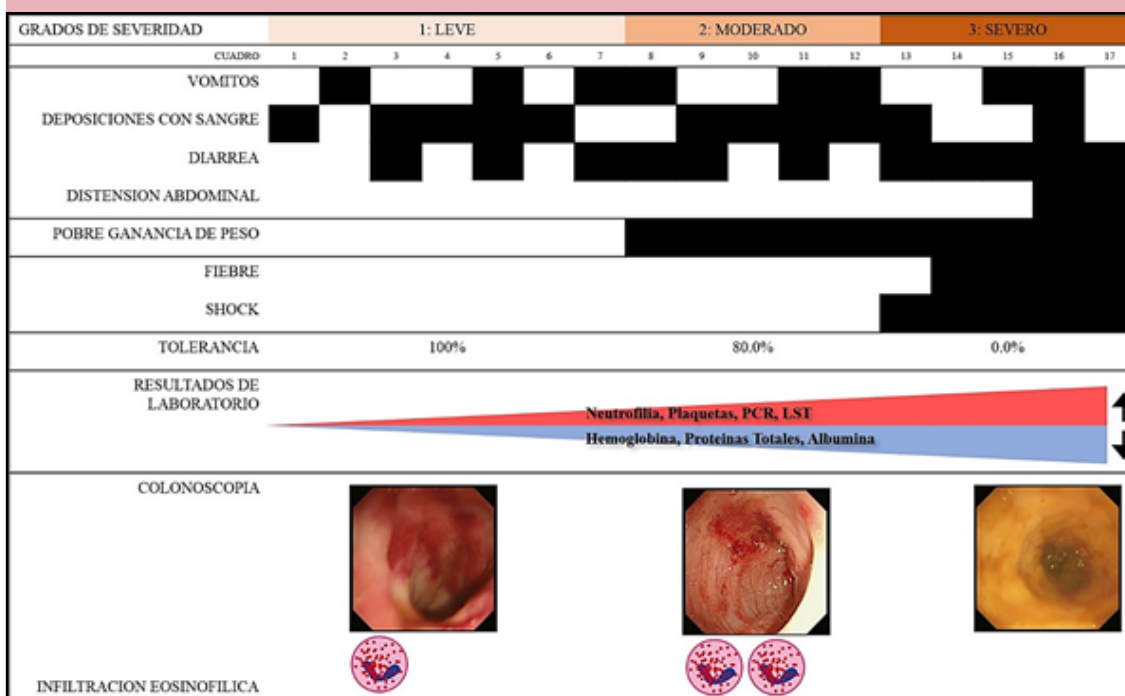 GRADOS DE SEVERIDAD 1: LEVE 2: MODERADO 3: SEVERO
CUADRO 1 2 3 4 5 6 7 8 9 10 11 12 13 14 15 16 17
VOMITOS
DEPOSICIONES CON SANGRE
DIARREA
DISTENSION ABDOMINAL
POBRE GANANCIA DE PESO
FIEBRE
SHOCK
TOLERANCIA 100% 80.0% 0.0%
RESULTADOS DE
LABORATORIO
Neutrofilia, Plaquetas, PCR, LST
Hemoglobina, Proteinas Totales, Albumina
COLONOSCOPIA
INFILTRACION EOSINOFILICA